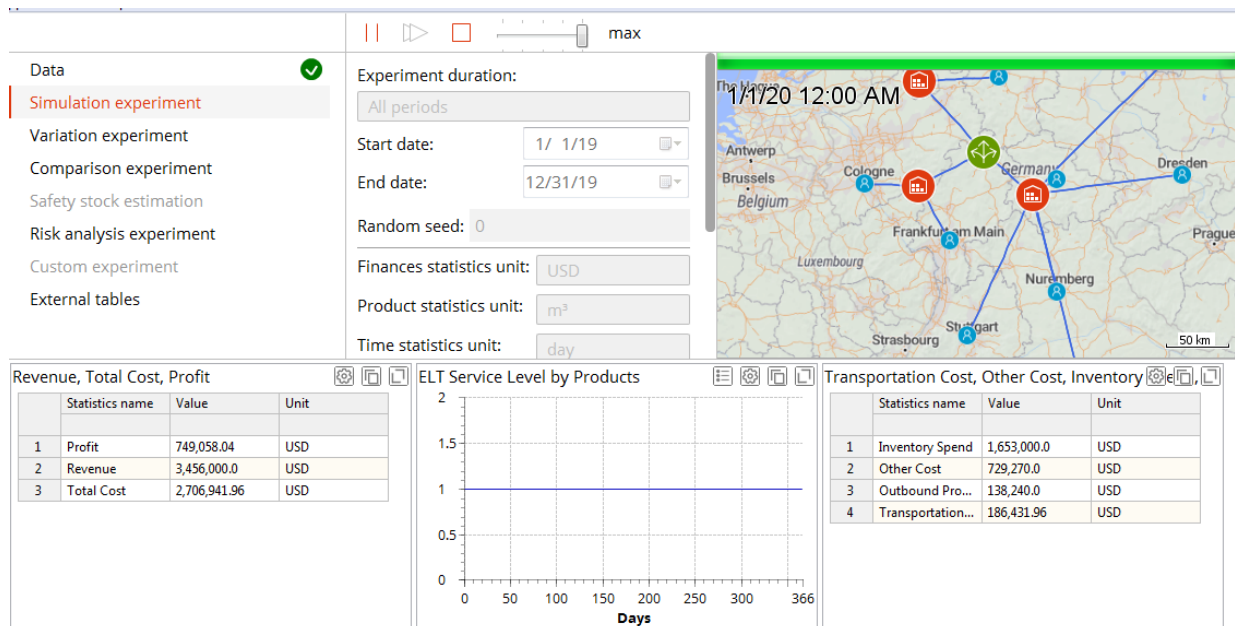 max
Data
Simulation experiment
Variation experiment
Comparison experiment
Safety stock estimation
Risk analysis experiment
Custom experiment
External tables
Experiment duration:
All periods
Start date: 1/ 1/19
End date: 12/31/19
Random seed: 0
Finances statistics unit: USD
Product statistics unit: m³
Time statistics unit: day
1/1/20 12:00 AM
Antwerp
Brussels
Belgium
Cologne
Germany
Dresden
Frankfurt am Main
Prague
Luxembourg
Nuremberg
Stuttgart
Strasbourg
50 km
Revenue, Total Cost, Profit
Statistics name Value Unit
1 Profit 749,058.04 USD
2 Revenue 3,456,000.0 USD
3 Total Cost 2,706,941.96 USD
ELT Service Level by Products
2
1.5
1
0.5
0
0 50 100 150 200 250 300 366
Days
Transportation Cost, Other Cost, Inventory
Statistics name Value Unit
1 Inventory Spend 1,653,000.0 USD
2 Other Cost 729,270.0 USD
3 Outbound Pro... 138,240.0 USD
4 Transportation... 186,431.96 USD